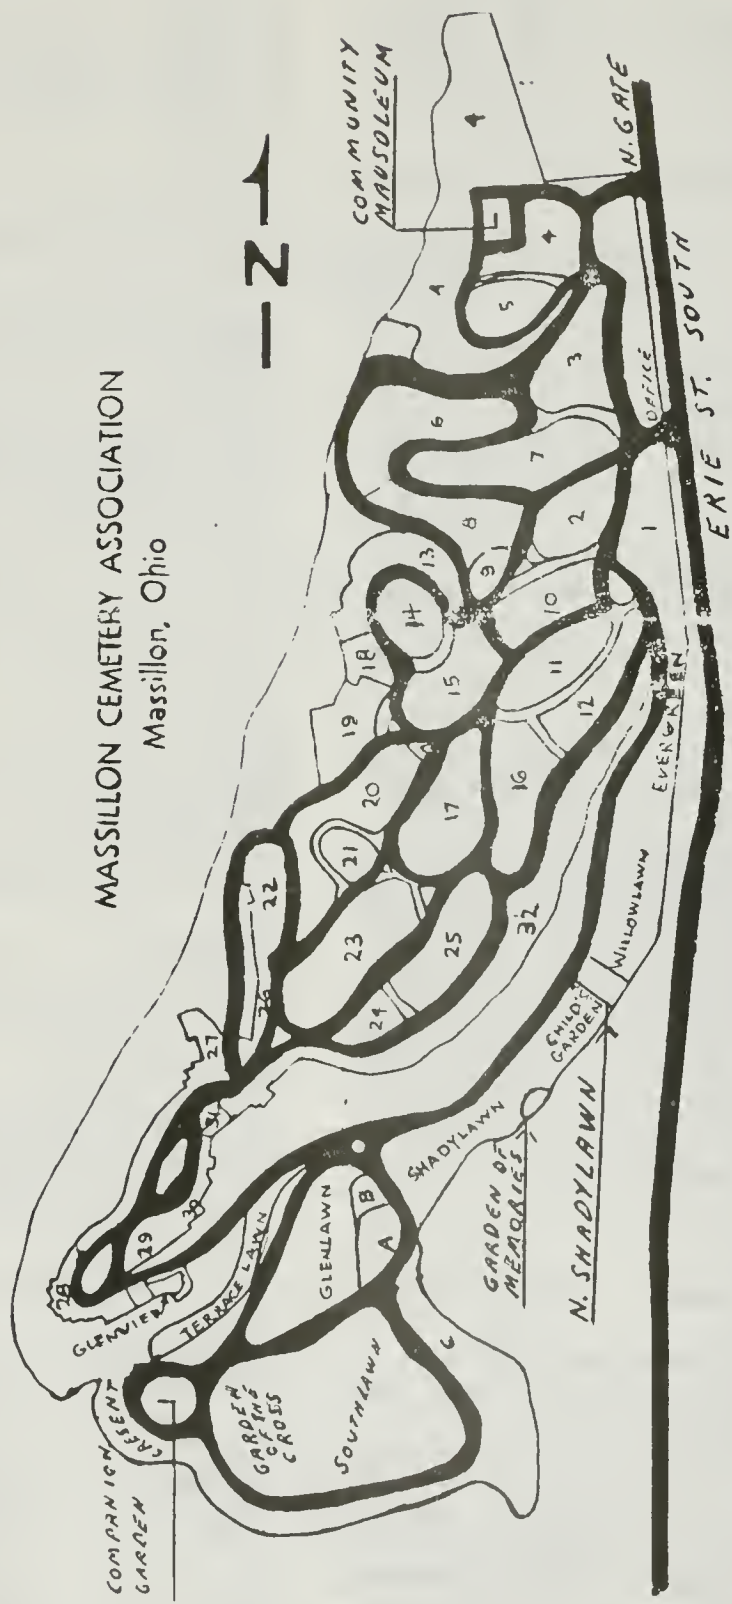 MASSILLON CEMETERY ASSOCIATION
Massillon, Ohio
N
COMMUNITY
MAUSOLEUM
N. GATE
4
4
4
5
3
OFFICE
ERIE ST. SOUTH
6
7
8
2
1
9
13
14
10
11
12
18
15
19
EVERGREEN
20
17
16
21
22
23
25
32
WILLOWLAWN
24
26
27
CHILD'S
GARDEN
31
SHADYLAWN
GARDEN OF
MEMORIES
N. SHADYLAWN
30
29
28
GLENLAWN
B
A
TERRACE LAWN
GLENVIEW
GARDEN
OF THE
CROSS
SOUTHLAWN
CRESENT
COMPANION
GARDEN